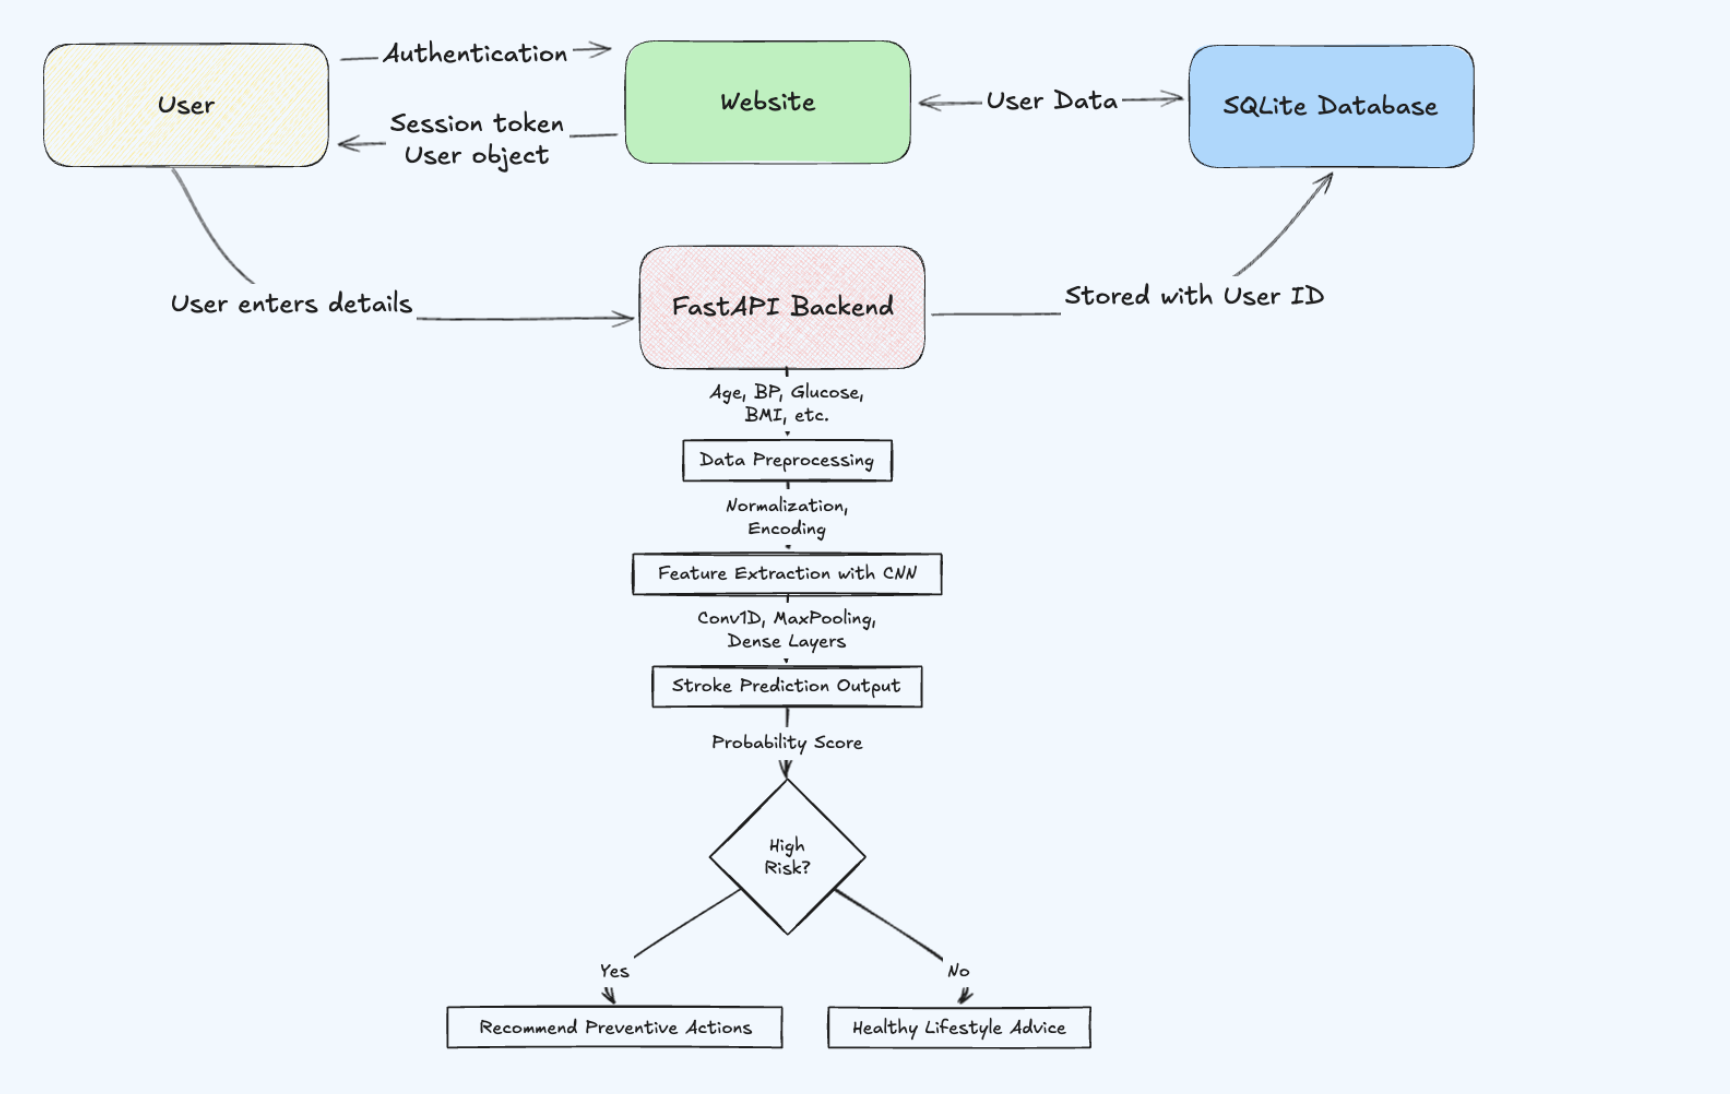 User
Authentication
Session token
User object
Website
User Data
SQLite Database
User enters details
FastAPI Backend
Stored with User ID
Age, BP, Glucose,
BMI, etc.
Data Preprocessing
Normalization,
Encoding
Feature Extraction with CNN
Conv1D, MaxPooling,
Dense Layers
Stroke Prediction Output
Probability Score
High
Risk?
Yes
No
Recommend Preventive Actions
Healthy Lifestyle Advice